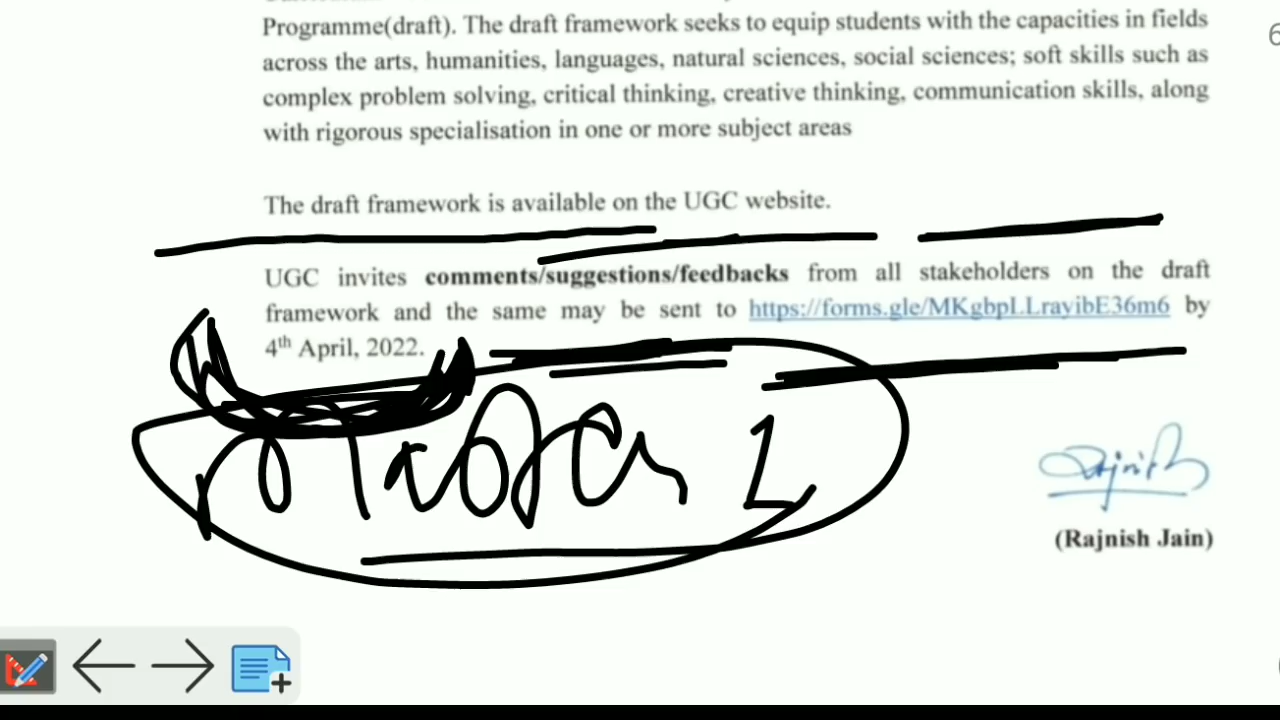 Programme(draft). The draft framework seeks to equip students with the capacities in fields
across the arts, humanities, languages, natural sciences, social sciences; soft skills such as
complex problem solving, critical thinking, creative thinking, communication skills, along
with rigorous specialisation in one or more subject areas
The draft framework is available on the UGC website.
UGC invites comments/suggestions/feedbacks from all stakeholders on the draft
framework and the same may be sent to https://forms.gle/MKgbpLLrayibE36m6 by
4th April, 2022.
Rajnish
(Rajnish Jain)